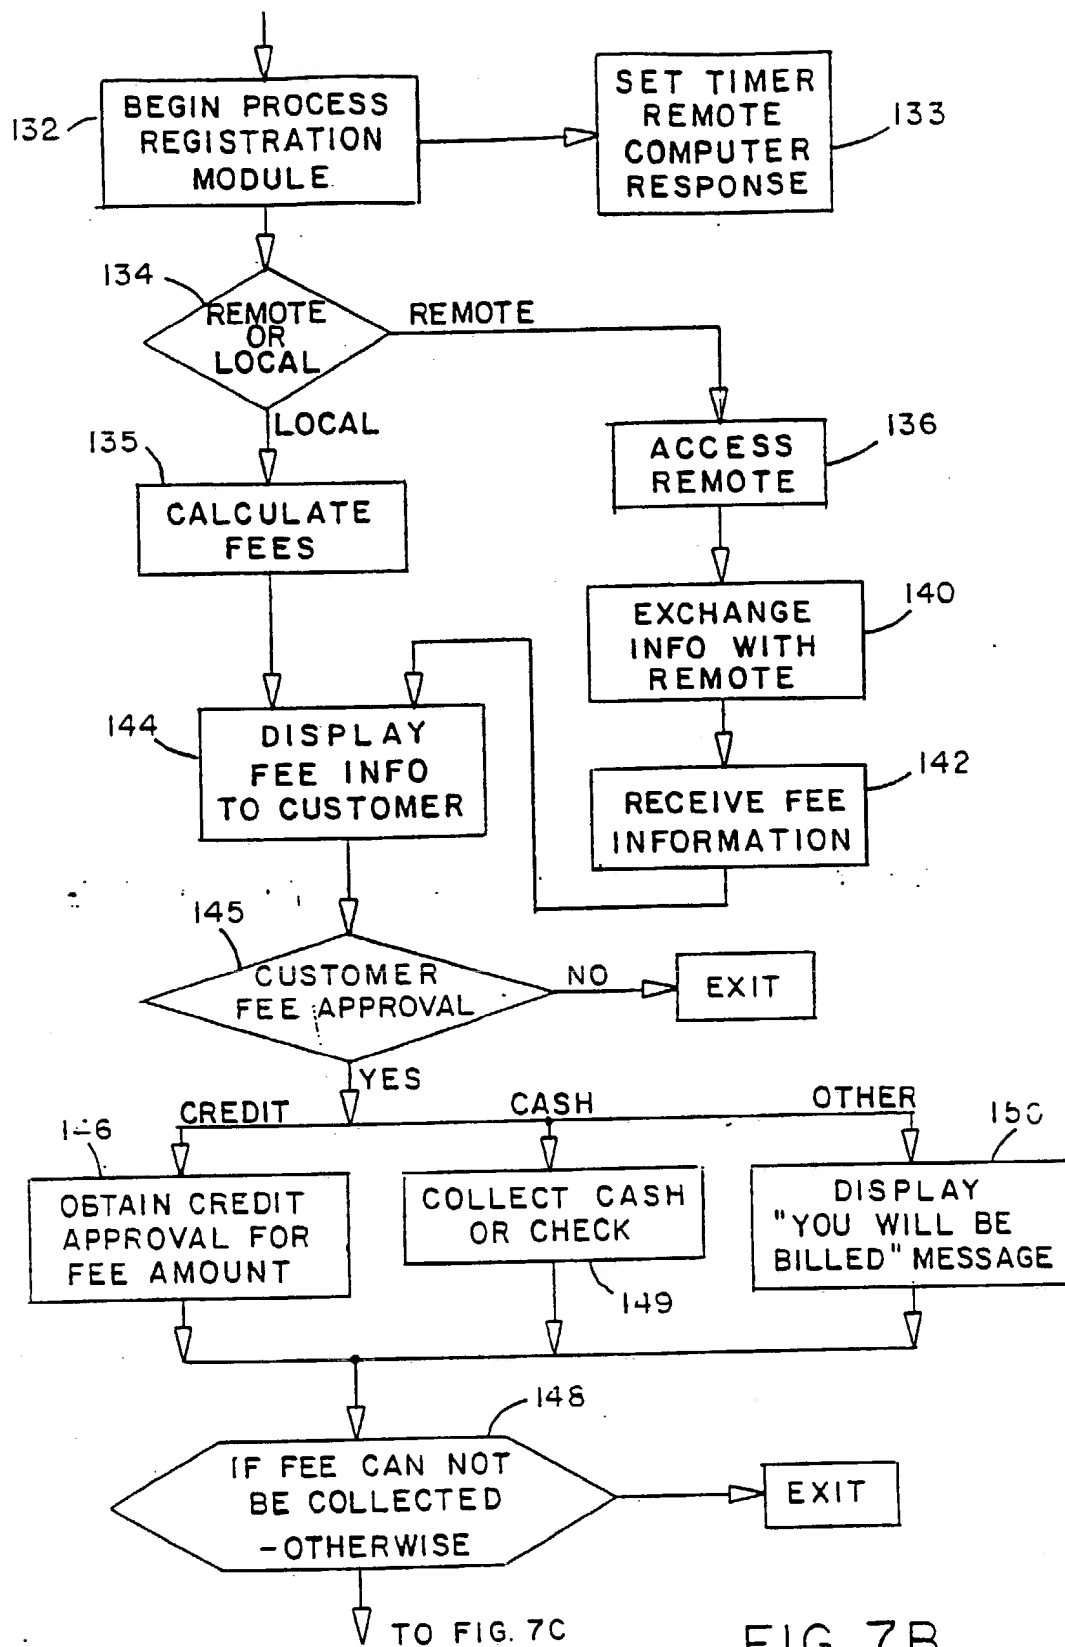 BEGIN PROCESS
REGISTRATION
MODULE
132
SET TIMER
REMOTE
COMPUTER
RESPONSE
133
134
REMOTE
OR
LOCAL
REMOTE
LOCAL
135
CALCULATE
FEES
136
ACCESS
REMOTE
140
EXCHANGE
INFO WITH
REMOTE
144
DISPLAY
FEE INFO
TO CUSTOMER
142
RECEIVE FEE
INFORMATION
145
CUSTOMER
FEE APPROVAL
NO
EXIT
YES
CREDIT
CASH
OTHER
OBTAIN CREDIT
APPROVAL FOR
FEE AMOUNT
COLLECT CASH
OR CHECK
149
DISPLAY
"YOU WILL BE
BILLED" MESSAGE
148
IF FEE CAN NOT
BE COLLECTED
-OTHERWISE
EXIT
TO FIG. 7C
FIG. 7B